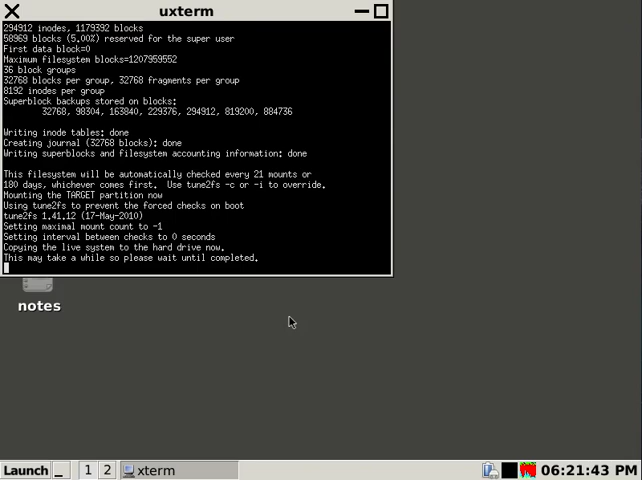 uxterm
294912 inodes, 1179392 blocks
58969 blocks (5.00%) reserved for the super user
First data block=0
Maximum filesystem blocks=1207959552
36 block groups
32768 blocks per group, 32768 fragments per group
8192 inodes per group
Superblock backups stored on blocks:
32768, 98304, 163840, 229376, 294912, 819200, 884736
Writing inode tables: done
Creating journal (32768 blocks): done
Writing superblocks and filesystem accounting information: done
This filesystem will be automatically checked every 21 mounts or
180 days, whichever comes first.  Use tune2fs -c or -i to override.
Mounting the TARGET partition now
Using tune2fs to prevent the forced checks on boot
tune2fs 1.41.12 (17-May-2010)
Setting maximal mount count to -1
Setting interval between checks to 0 seconds
Copying the live system to the hard drive now.
This may take a while so please wait until completed.
notes
Launch _ 1 2 xterm 06:21:43 PM